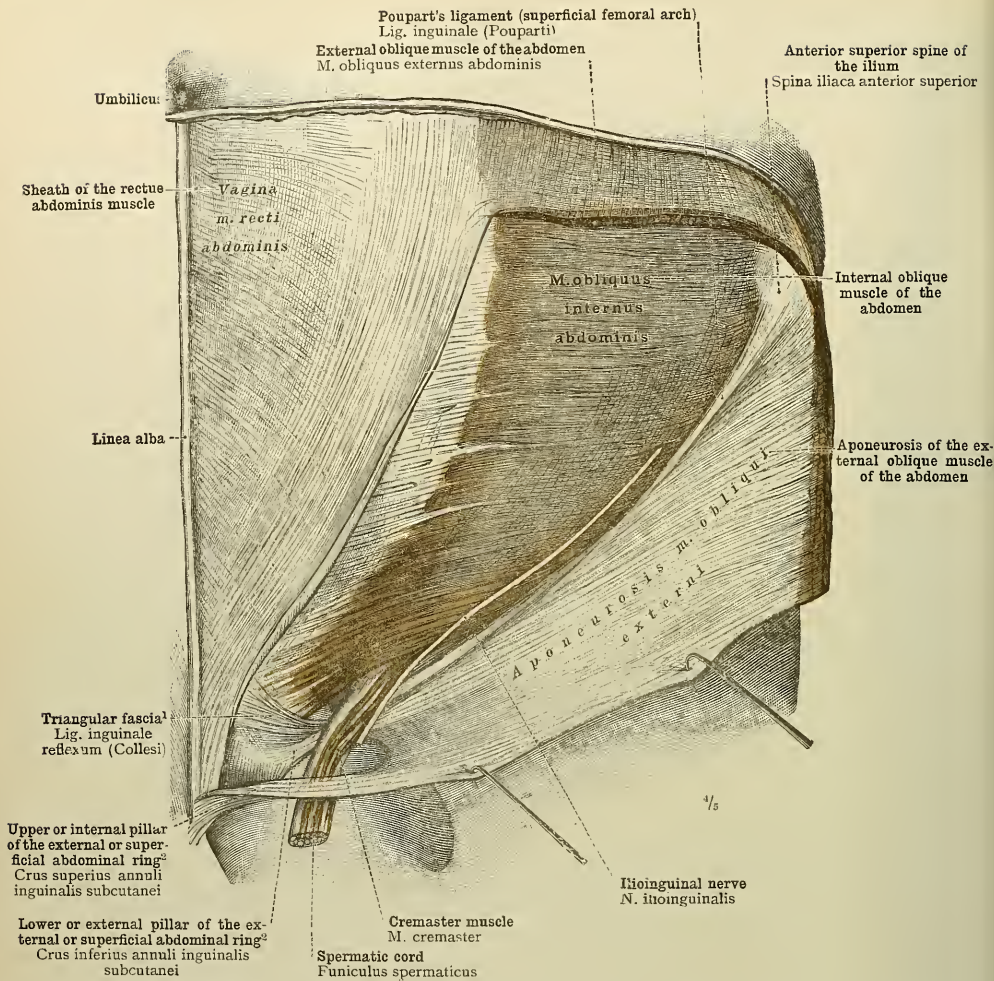 Poupart's ligament (superficial femoral arch)
Lig. inguinale (Pouparti)
External oblique muscle of the abdomen
M. obliquus externus abdominis
Anterior superior spine of
the ilium
Spina iliaca anterior superior
Umbilicus
Sheath of the rectue
abdominis muscle
Vagina
m. recti
abdominis
M. obliquus
internus
abdominis
Internal oblique
muscle of the
abdomen
Linea alba
Aponeurosis of the ex-
ternal oblique muscle
of the abdomen
Aponeurosis m. obliqui
externi
Triangular fascia¹
Lig. inguinale
reflexum (Collesi)
4/5
Upper or internal pillar
of the external or super-
ficial abdominal ring²
Crus superius annuli
inguinalis subcutanei
Ilioinguinal nerve
N. ilioinguinalis
Lower or external pillar of the ex-
ternal or superficial abdominal ring²
Crus inferius annuli inguinalis
subcutanei
Cremaster muscle
M. cremaster
Spermatic cord
Funiculus spermaticus